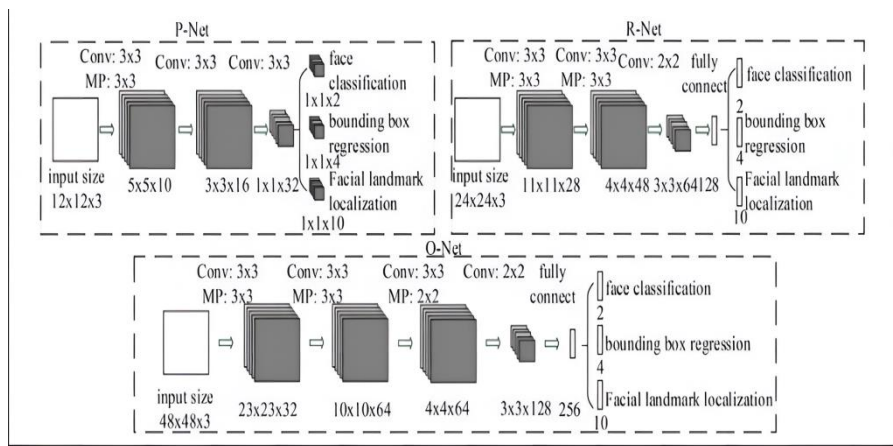 P-Net
Conv: 3x3 Conv: 3x3 Conv: 3x3
MP: 3x3
face
classification
1x1x2
bounding box
regression
1x1x4
Facial landmark
localization
1x1x10
input size
12x12x3
5x5x10
3x3x16
1x1x32
R-Net
Conv: 3x3 Conv: 3x3 Conv: 2x2 fully
MP: 3x3 MP: 3x3 connect
face classification
2
bounding box
regression
4
Facial landmark
localization
10
input size
24x24x3
11x11x28
4x4x48
3x3x64
128
O-Net
Conv: 3x3 Conv: 3x3 Conv: 3x3 Conv: 2x2 fully
MP: 3x3 MP: 3x3 MP: 2x2 connect
face classification
2
bounding box regression
4
Facial landmark localization
10
input size
48x48x3
23x23x32
10x10x64
4x4x64
3x3x128
256